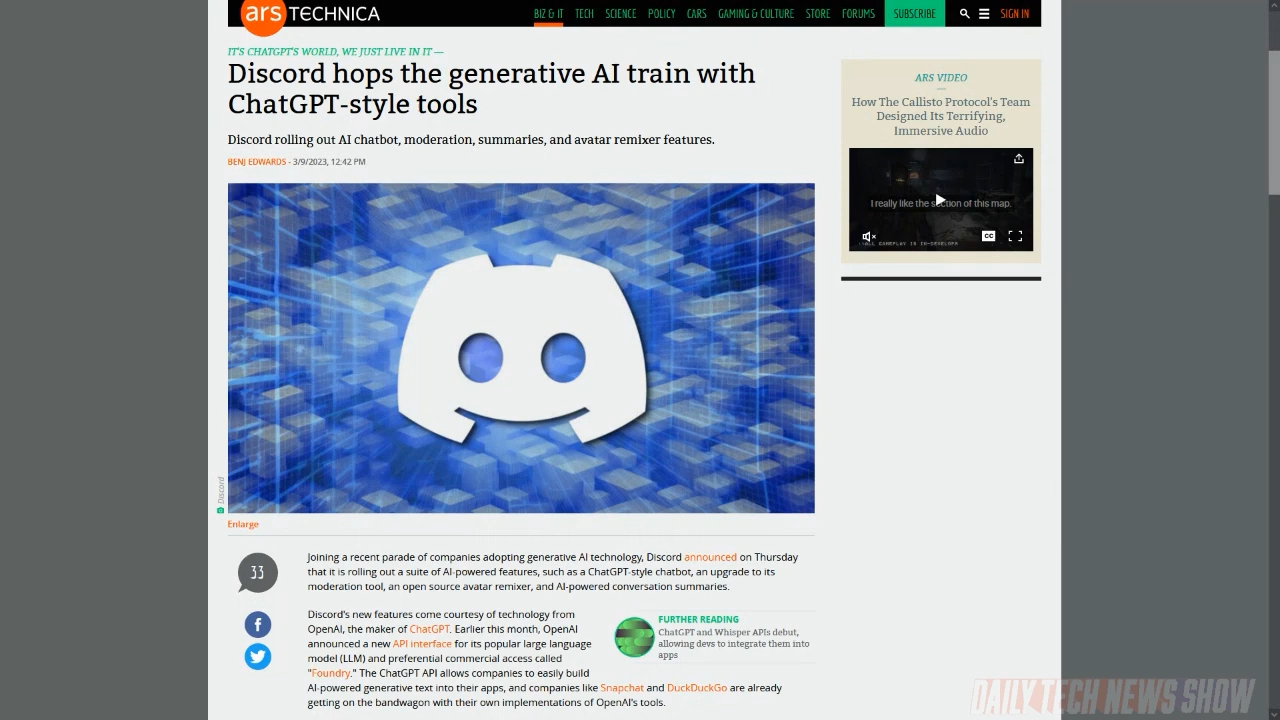 ars TECHNICA
BIZ & IT TECH SCIENCE POLICY CARS GAMING & CULTURE STORE FORUMS SUBSCRIBE SIGN IN
IT'S CHATGPT'S WORLD, WE JUST LIVE IN IT —
Discord hops the generative AI train with
ChatGPT-style tools
Discord rolling out AI chatbot, moderation, summaries, and avatar remixer features.
BENJ EDWARDS - 3/9/2023, 12:42 PM
Discord
Enlarge
33
Joining a recent parade of companies adopting generative AI technology, Discord announced on Thursday
that it is rolling out a suite of AI-powered features, such as a ChatGPT-style chatbot, an upgrade to its
moderation tool, an open source avatar remixer, and AI-powered conversation summaries.
Discord's new features come courtesy of technology from
OpenAI, the maker of ChatGPT. Earlier this month, OpenAI
announced a new API interface for its popular large language
model (LLM) and preferential commercial access called
"Foundry." The ChatGPT API allows companies to easily build
AI-powered generative text into their apps, and companies like Snapchat and DuckDuckGo are already
getting on the bandwagon with their own implementations of OpenAI's tools.
FURTHER READING
ChatGPT and Whisper APIs debut,
allowing devs to integrate them into
apps
ARS VIDEO
How The Callisto Protocol's Team
Designed Its Terrifying,
Immersive Audio
I really like the section of this map.
CC
ALL GAMEPLAY IS IN-DEVELOPME
DAILY TECH NEWS SHOW